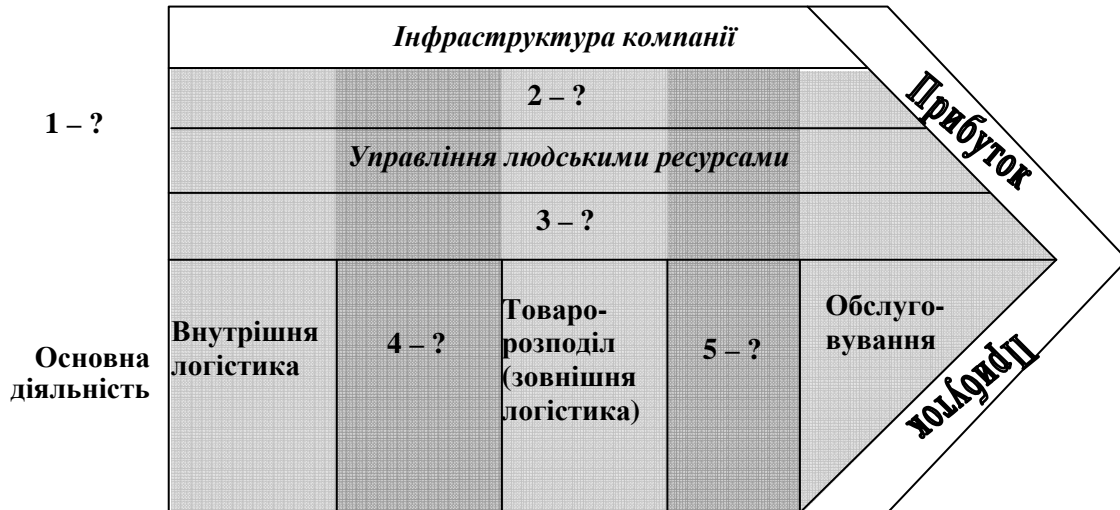 Інфраструктура компанії
Прибуток
1 – ?
2 – ?
Управління людськими ресурсами
3 – ?
Основна
діяльність
Внутрішня
логістика
4 – ?
Товаро-
розподіл
(зовнішня
логістика)
5 – ?
Обслуго-
вування
Прибуток